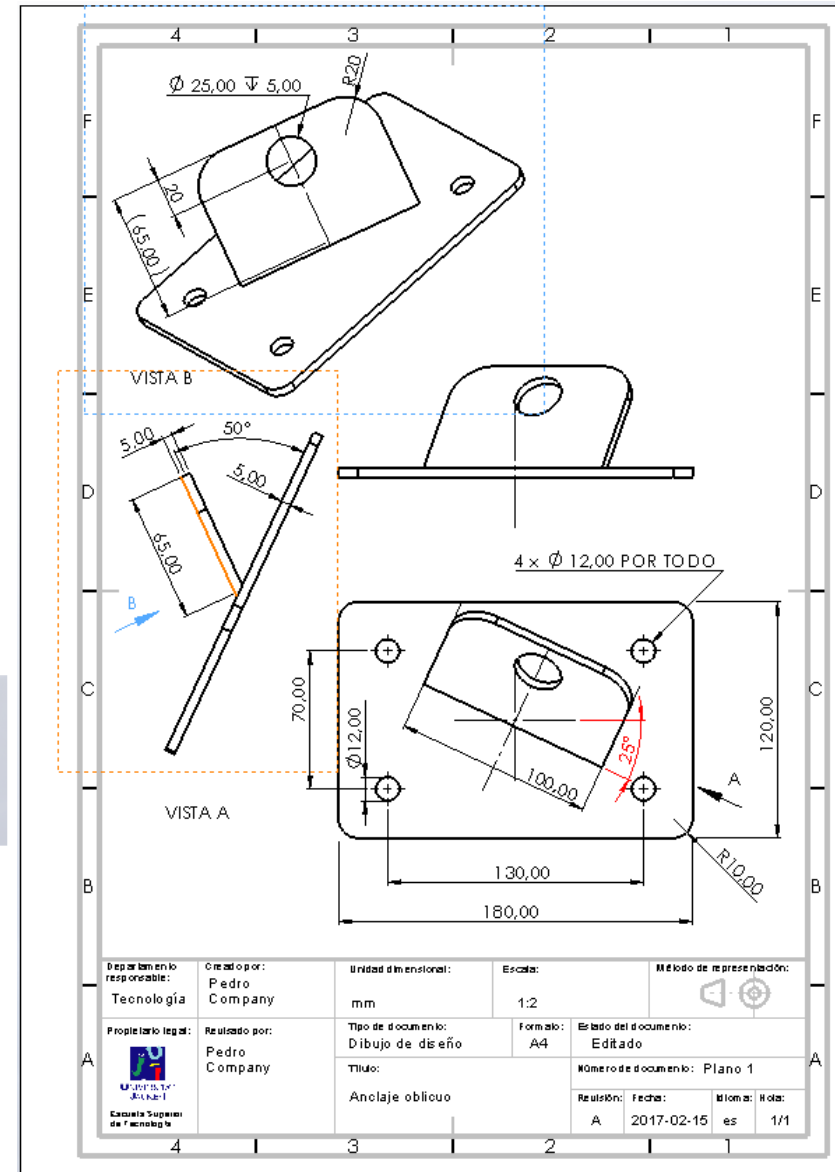 4 3 2 1
F F
Ø 25,00 ↧ 5,00
R20
20
(65,00)
E E
VISTA B
5,00
50°
5,00
D D
65,00
B
4 x Ø 12,00 POR TODO
C C
70,00
Ø12,00
120,00
25°
100,00
A
VISTA A
R10,00
130,00
B B
180,00
Departamento responsable:
Tecnología
Creado por:
Pedro
Company
Unidad dimensional:
mm
Escala:
1:2
Método de representación:
Propietario legal:
Escuela Superior
de Tecnología
Revisado por:
Pedro
Company
Tipo de documento:
Dibujo de diseño
Formato:
A4
Estado del documento:
Editado
Título:
Anclaje oblicuo
Número de documento: Plano 1
Revisión:
A
Fecha:
2017-02-15
Idioma:
es
Hoja:
1/1
A A
4 3 2 1